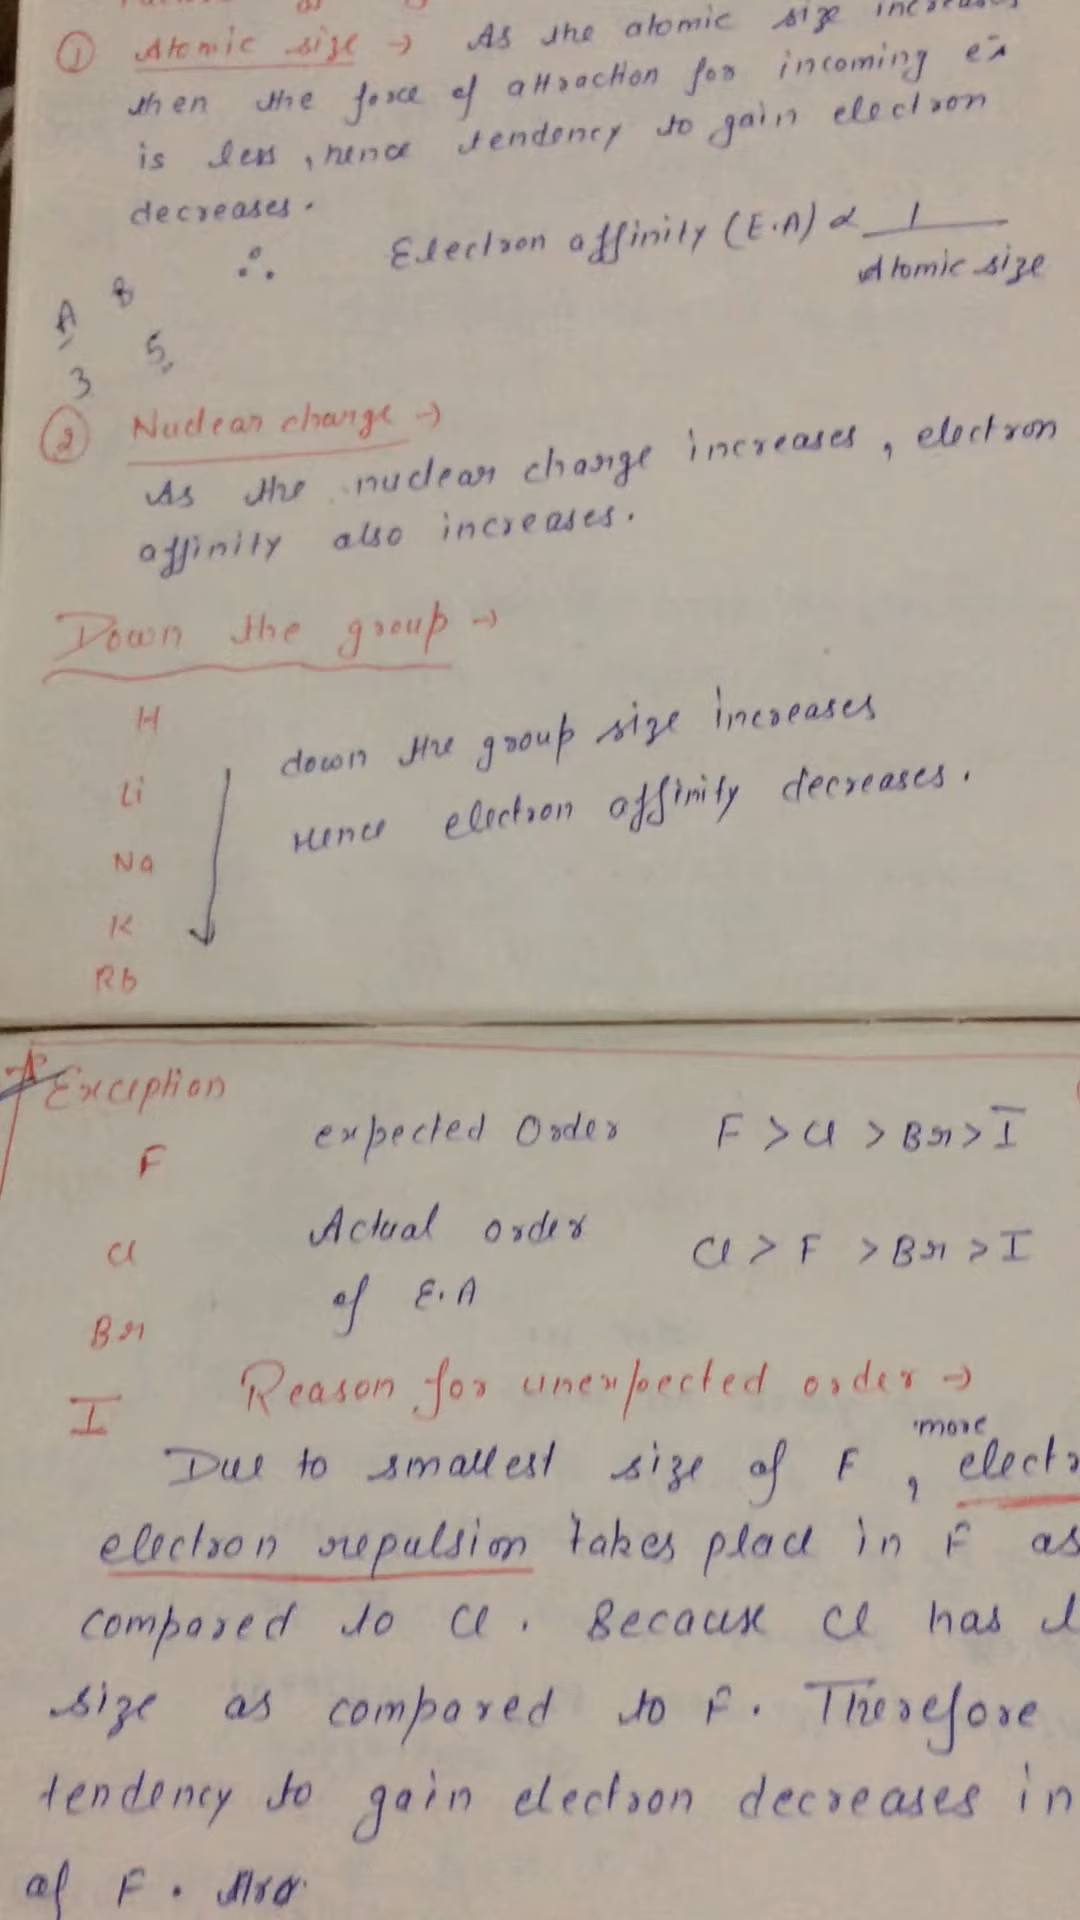 ① Atomic size → As the atomic size increases
then the force of attraction for incoming e⁻s
is less, hence tendency to gain electron
decreases.
∴ Electron affinity (E.A) ∝ 1 / Atomic size
A 8
3 5
② Nuclear charge →
As the nuclear charge increases, electron
affinity also increases.
Down the group →
H
Li
Na
K
Rb
down the group size increases
Hence electron affinity decreases.
Exception
F
Cl
Br
I
expected Order F > Cl > Br > I
Actual order Cl > F > Br > I
of E.A
Reason for unexpected order →
Due to smallest size of F, more electr
electron repulsion takes place in F as
compared to Cl. Because Cl has l
size as compared to F. Therefore
tendency to gain electron decreases in
of F.